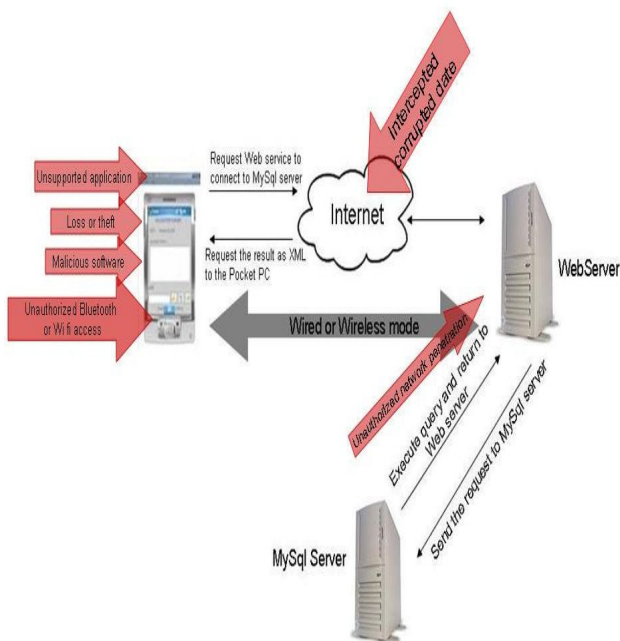 Intercepted
corrupted date
Unsupported application
Request Web service to
connect to MySql server
Internet
Loss or theft
Request the result as XML
to the Pocket PC
Malicious software
WebServer
Unauthorized Bluetooth
or Wifi access
Wired or Wireless mode
Unauthorized network penetration
Execute query and return to
Web server
Send the request to MySql server
MySql Server